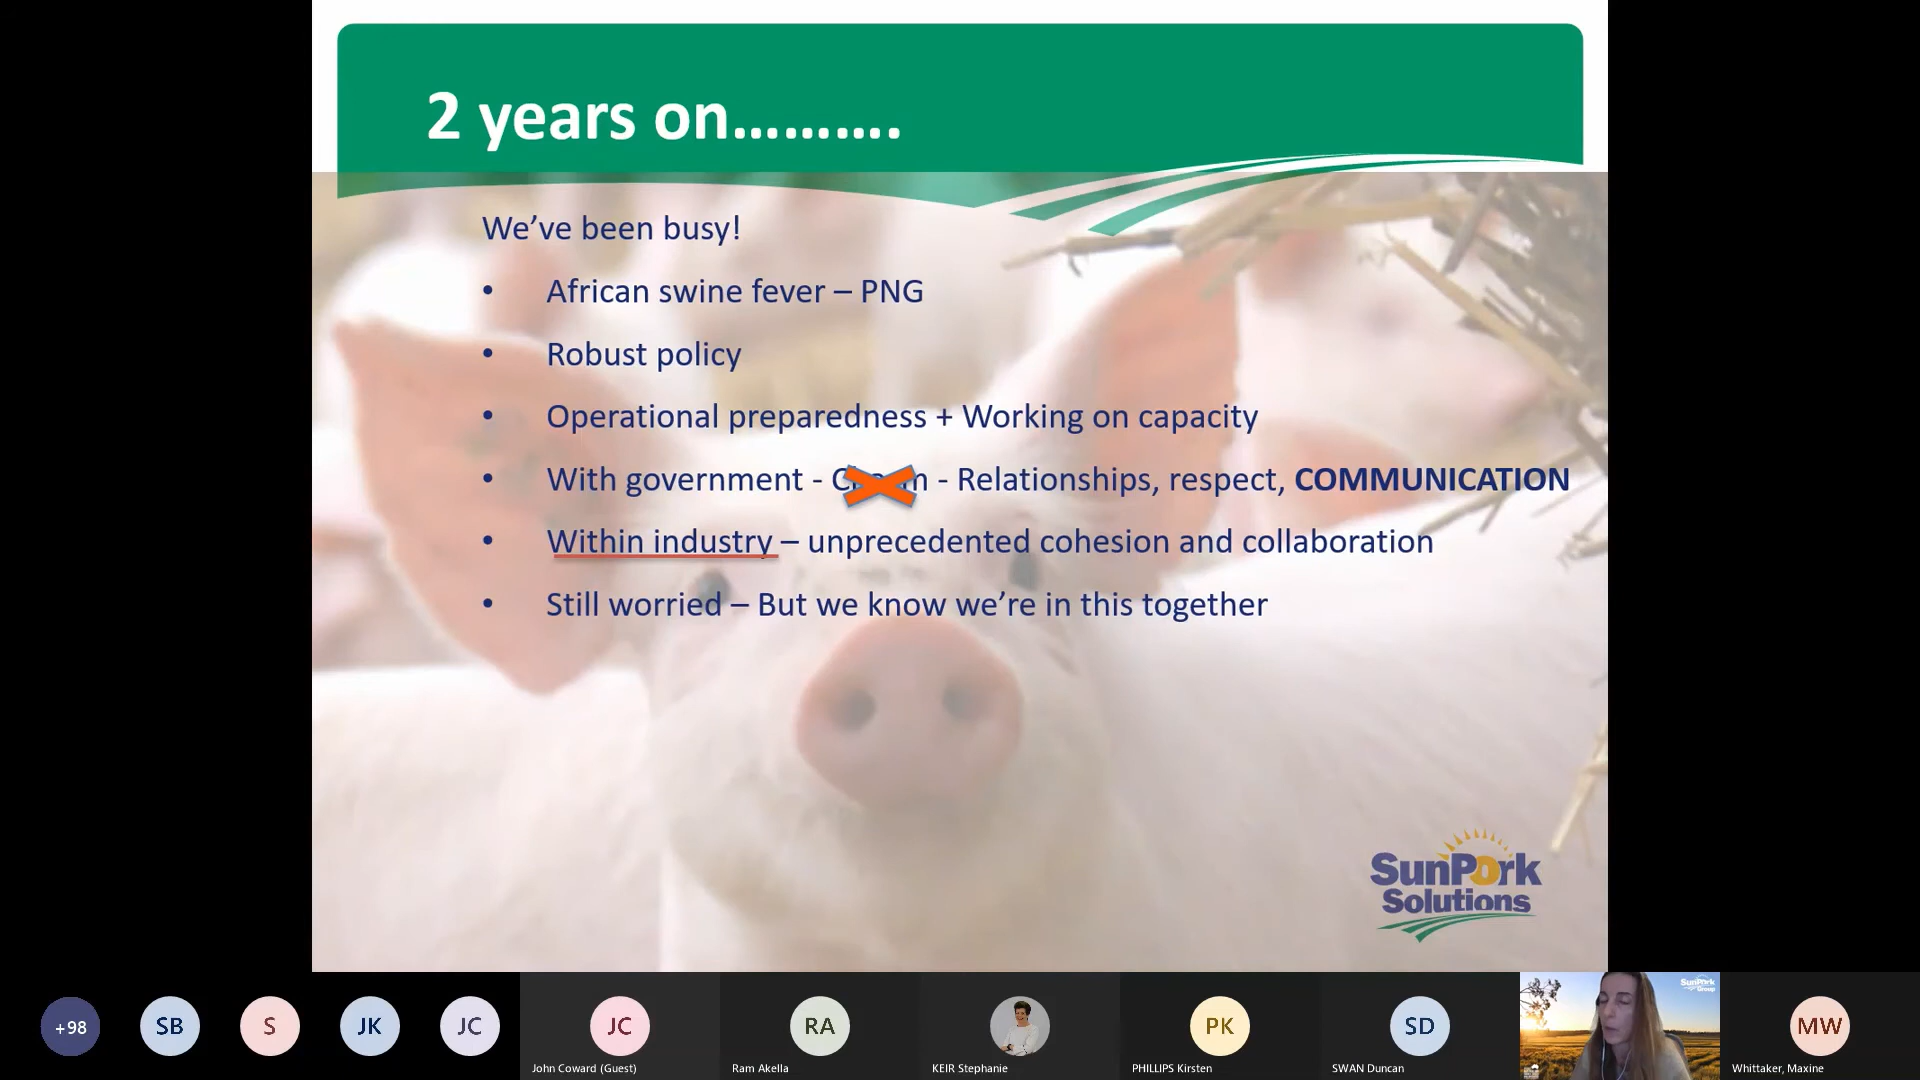 2 years on……….
We’ve been busy!
• African swine fever – PNG
• Robust policy
• Operational preparedness + Working on capacity
• With government - - Relationships, respect, COMMUNICATION
• Within industry – unprecedented cohesion and collaboration
• Still worried – But we know we’re in this together
SunPork
Solutions
+98
SB
S
JK
JC
JC
RA
PK
SD
SunPork
Group
MW
John Coward (Guest)
Ram Akella
KEIR Stephanie
PHILLIPS Kirsten
SWAN Duncan
Whittaker, Maxine